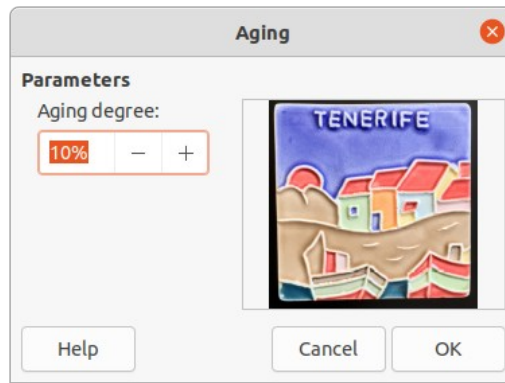 Aging
Parameters
Aging degree:
10%
TENERIFE
Help
Cancel
OK